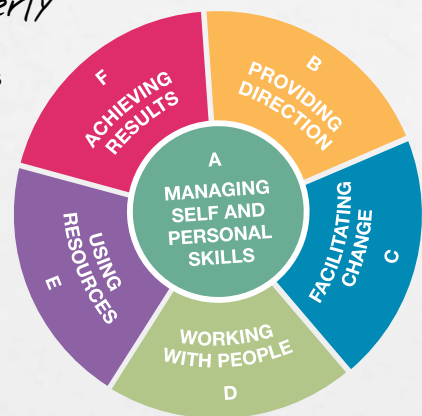 A
MANAGING
SELF AND
PERSONAL
SKILLS
B
PROVIDING
DIRECTION
FACILITATING
CHANGE
C
WORKING
WITH PEOPLE
D
USING
RESOURCES
E
F
ACHIEVING
RESULTS